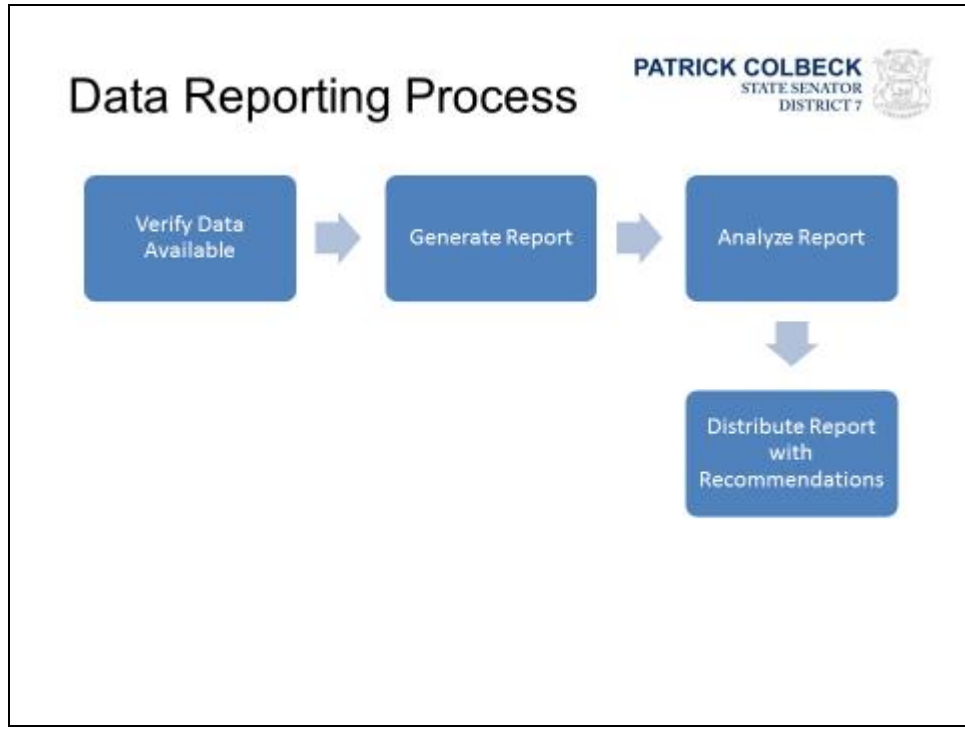 Data Reporting Process
PATRICK COLBECK
STATE SENATOR
DISTRICT 7
Verify Data
Available
Generate Report
Analyze Report
Distribute Report
with
Recommendations